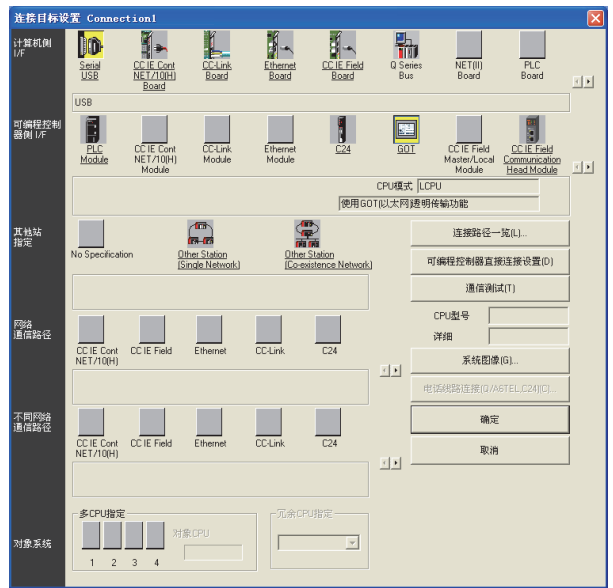 连接目标设置 Connection1
计算机侧
I/F
Serial
USB
CC IE Cont
NET/10(H)
Board
CC-Link
Board
Ethernet
Board
CC IE Field
Board
Q Series
Bus
NET(II)
Board
PLC
Board
USB
可编程控制
器侧 I/F
PLC
Module
CC IE Cont
NET/10(H)
Module
CC-Link
Module
Ethernet
Module
C24
GOT
CC IE Field
Master/Local
Module
CC IE Field
Communication
Head Module
CPU模式 LCPU
使用GOT(以太网)透明传输功能
其他站
指定
No Specification
Other Station
(Single Network)
Other Station
(Co-existence Network)
连接路径一览(L)...
可编程控制器直接连接设置(D)
通信测试(T)
CPU型号
详细
网络
通信路径
CC IE Cont
NET/10(H)
CC IE Field
Ethernet
CC-Link
C24
系统图像(G)...
电话线路连接(Q/A6TEL,C24)(C)...
不同网络
通信路径
CC IE Cont
NET/10(H)
CC IE Field
Ethernet
CC-Link
C24
确定
取消
对象系统
多CPU指定
1 2 3 4
对象CPU
冗余CPU指定